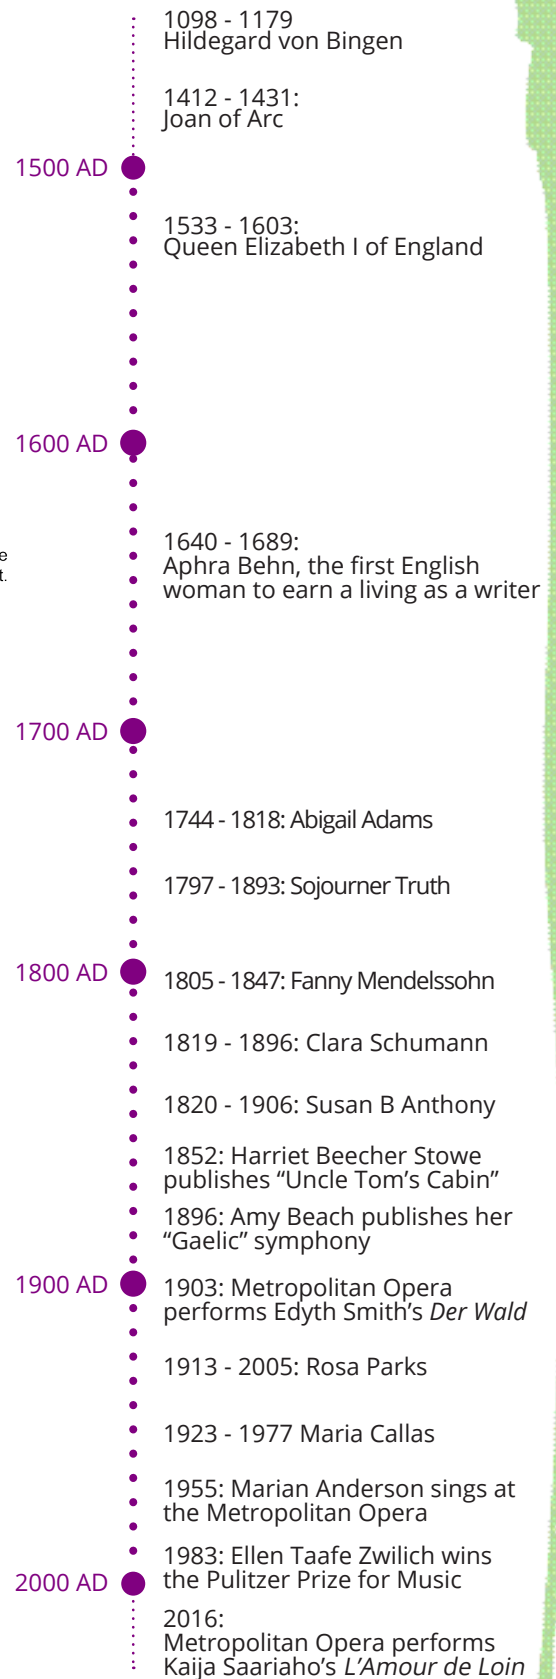 1098 - 1179
Hildegard von Bingen
1412 - 1431:
Joan of Arc
1500 AD
1533 - 1603:
Queen Elizabeth I of England
1600 AD
e
t.
1640 - 1689:
Aphra Behn, the first English
woman to earn a living as a writer
1700 AD
1744 - 1818: Abigail Adams
1797 - 1893: Sojourner Truth
1800 AD
1805 - 1847: Fanny Mendelssohn
1819 - 1896: Clara Schumann
1820 - 1906: Susan B Anthony
1852: Harriet Beecher Stowe
publishes “Uncle Tom’s Cabin”
1896: Amy Beach publishes her
“Gaelic” symphony
1900 AD
1903: Metropolitan Opera
performs Edyth Smith’s Der Wald
1913 - 2005: Rosa Parks
1923 - 1977 Maria Callas
1955: Marian Anderson sings at
the Metropolitan Opera
1983: Ellen Taafe Zwilich wins
the Pulitzer Prize for Music
2000 AD
2016:
Metropolitan Opera performs
Kaija Saariaho’s L’Amour de Loin